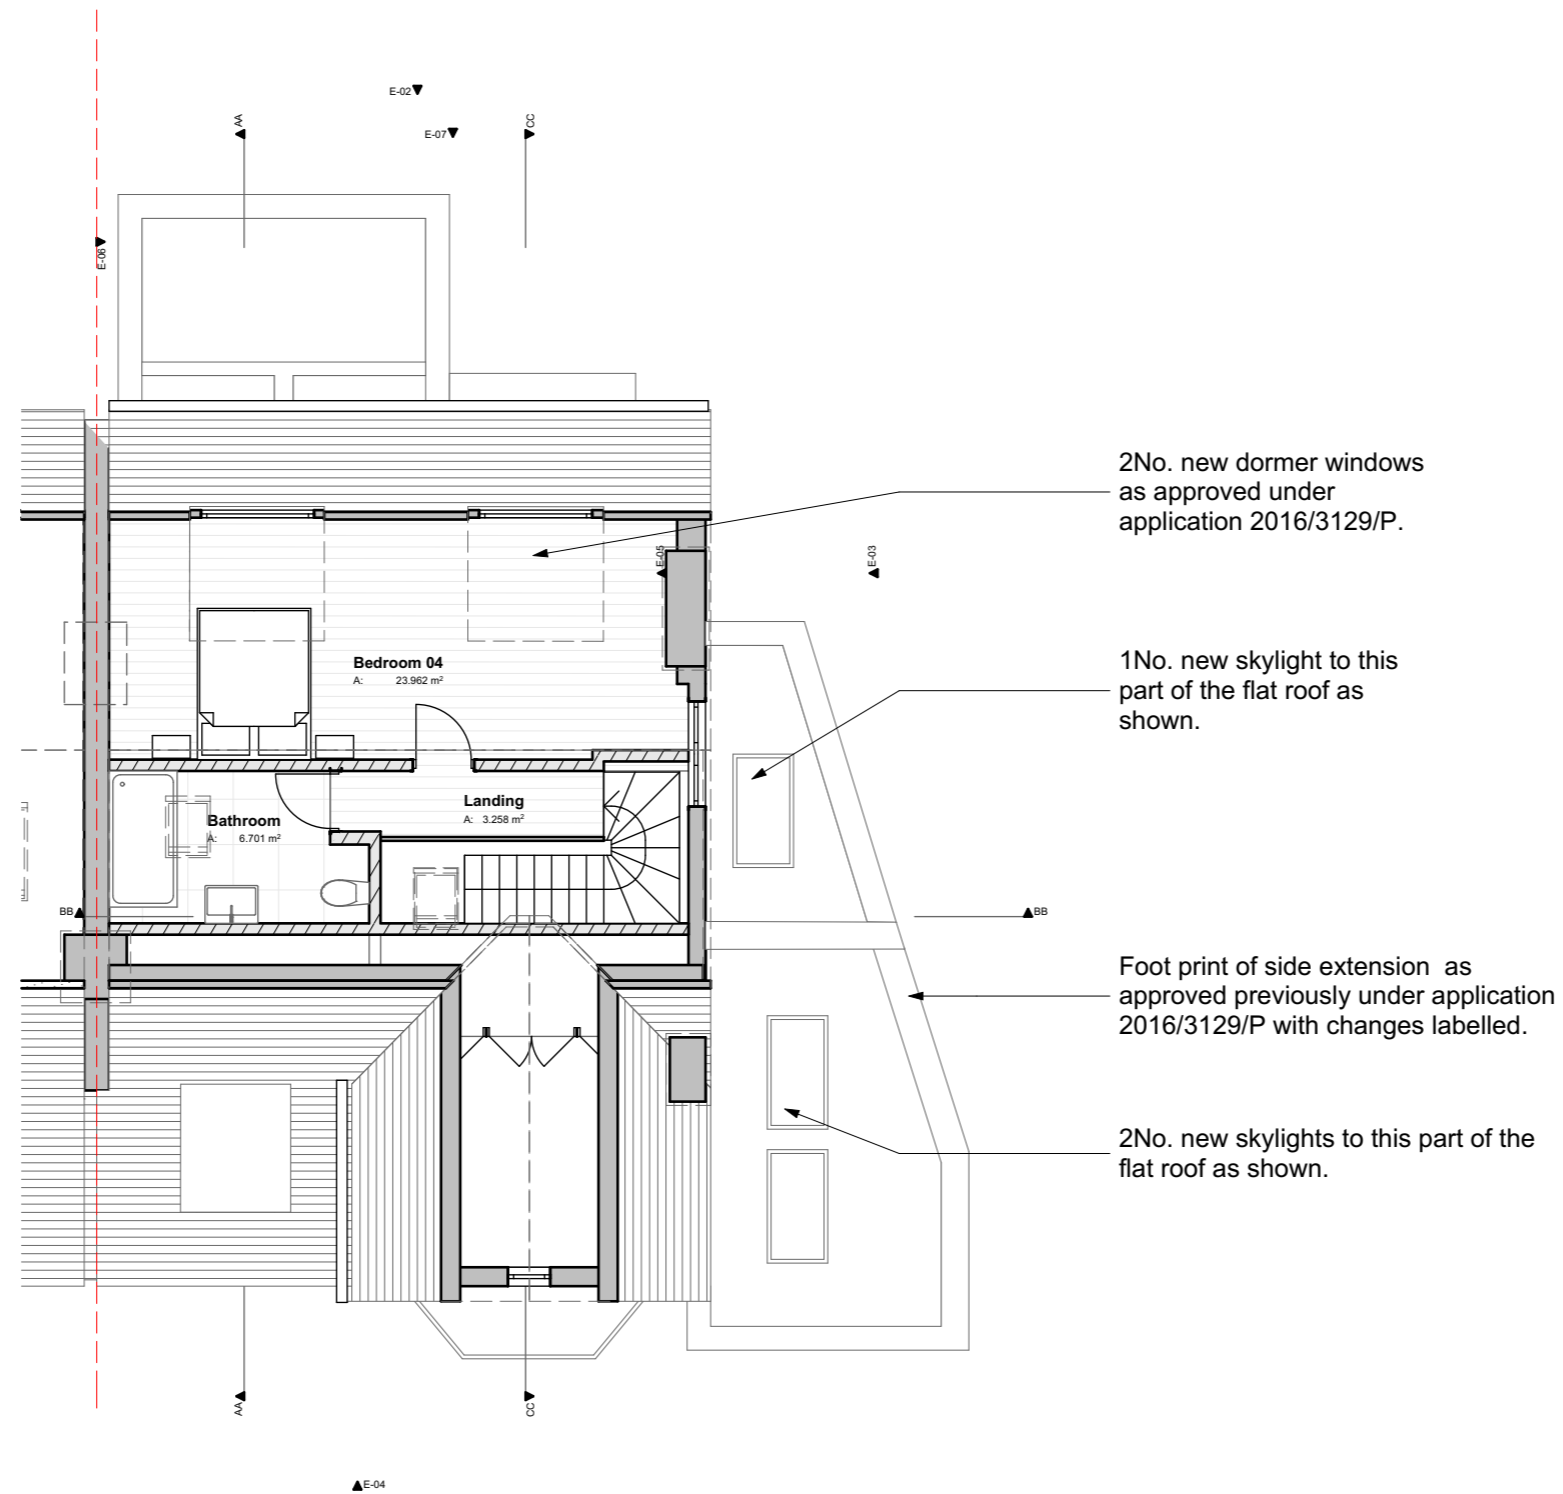 E-02
AA
E-07
CC
E-06
2No. new dormer windows
as approved under
application 2016/3129/P.
E-05
E-03
Bedroom 04
A: 23.962 m²
1No. new skylight to this
part of the flat roof as
shown.
Landing
A: 3.258 m²
Bathroom
A: 6.701 m²
BB
BB
Foot print of side extension as
approved previously under application
2016/3129/P with changes labelled.
2No. new skylights to this part of the
flat roof as shown.
AA
CC
E-04